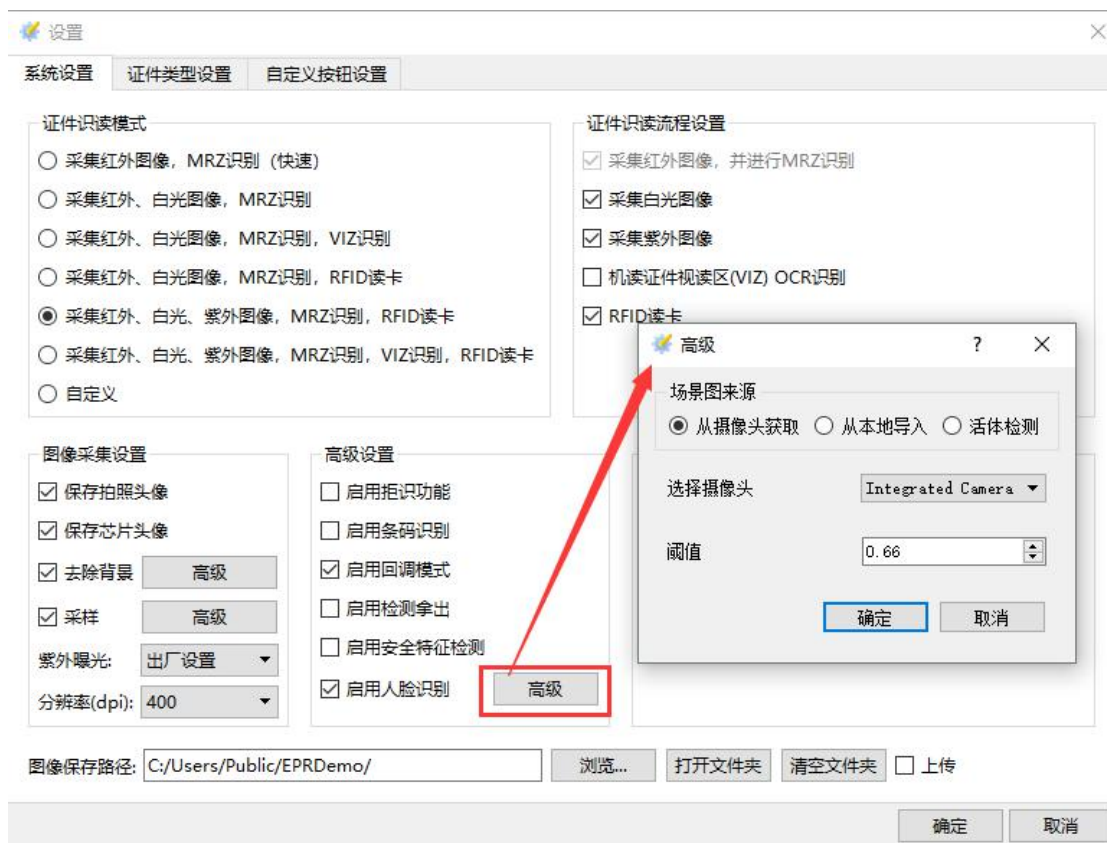 设置
系统设置 证件类型设置 自定义按钮设置
证件识读模式
采集红外图像, MRZ识别 (快速)
采集红外、白光图像, MRZ识别
采集红外、白光图像, MRZ识别, VIZ识别
采集红外、白光图像, MRZ识别, RFID读卡
采集红外、白光、紫外图像, MRZ识别, RFID读卡
采集红外、白光、紫外图像, MRZ识别, VIZ识别, RFID读卡
自定义
证件识读流程设置
采集红外图像, 并进行MRZ识别
采集白光图像
采集紫外图像
机读证件视读区(VIZ) OCR识别
RFID读卡
高级 ?
场景图来源
从摄像头获取 从本地导入 活体检测
选择摄像头 Integrated Camera
阈值 0.66
确定 取消
图像采集设置
保存拍照头像
保存芯片头像
去除背景 高级
采样 高级
紫外曝光: 出厂设置
分辨率(dpi): 400
高级设置
启用拒识功能
启用条码识别
启用回调模式
启用检测拿出
启用安全特征检测
启用人脸识别 高级
图像保存路径: C:/Users/Public/EPRDemo/ 浏览... 打开文件夹 清空文件夹 上传
确定 取消